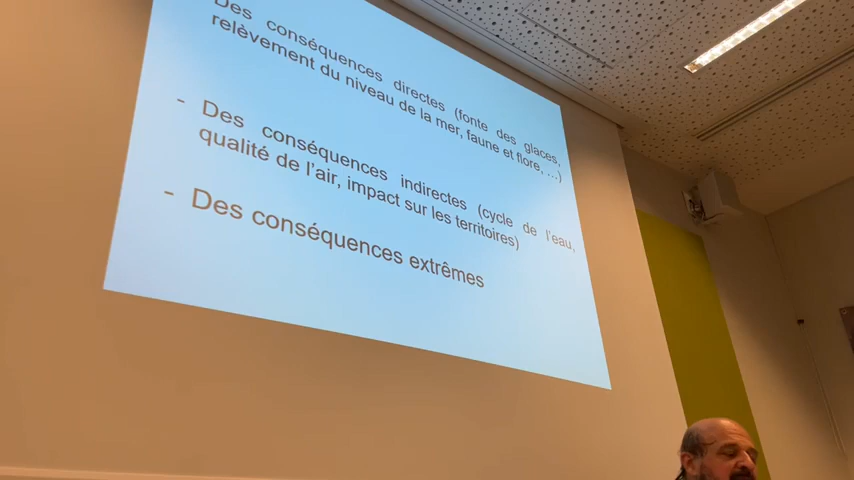 Des conséquences directes (fonte des glaces,
relèvement du niveau de la mer, faune et flore, ...)
- Des conséquences indirectes (cycle de l'eau,
qualité de l'air, impact sur les territoires)
- Des conséquences extrêmes